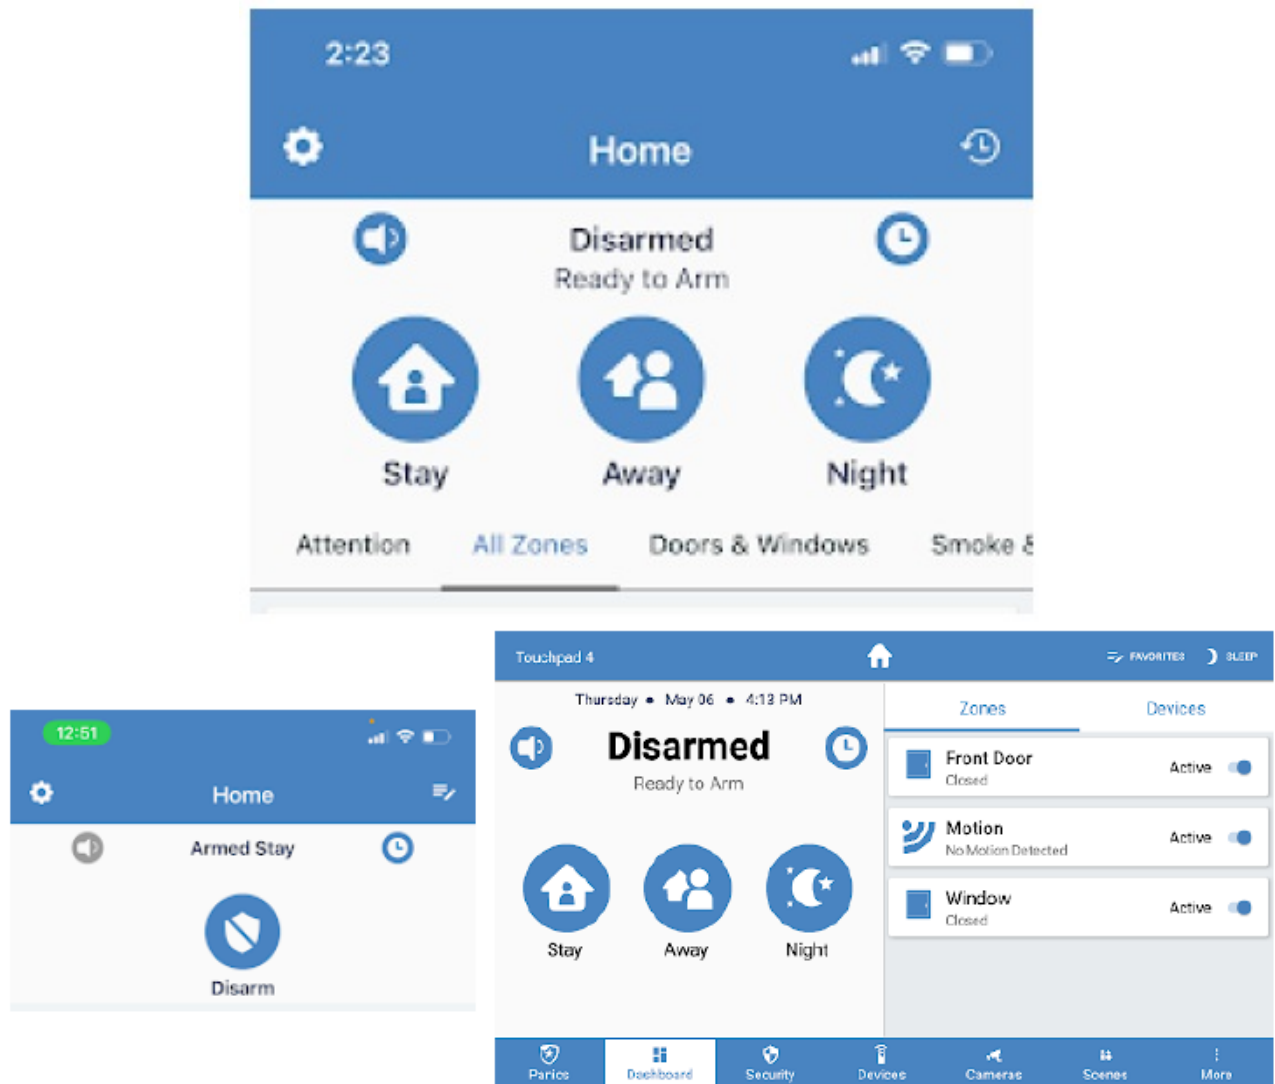 2:23
Home
Disarmed
Ready to Arm
Stay Away Night
Attention All Zones Doors & Windows Smoke &
12:51
Home
Armed Stay
Disarm
Touchpad 4 FAVORITES SLEEP
Thursday • May 06 • 4:13 PM
Disarmed
Ready to Arm
Stay Away Night
Zones Devices
Front Door
Closed
Active
Motion
No Motion Detected
Active
Window
Closed
Active
Panics Dashboard Security Devices Cameras Scenes More